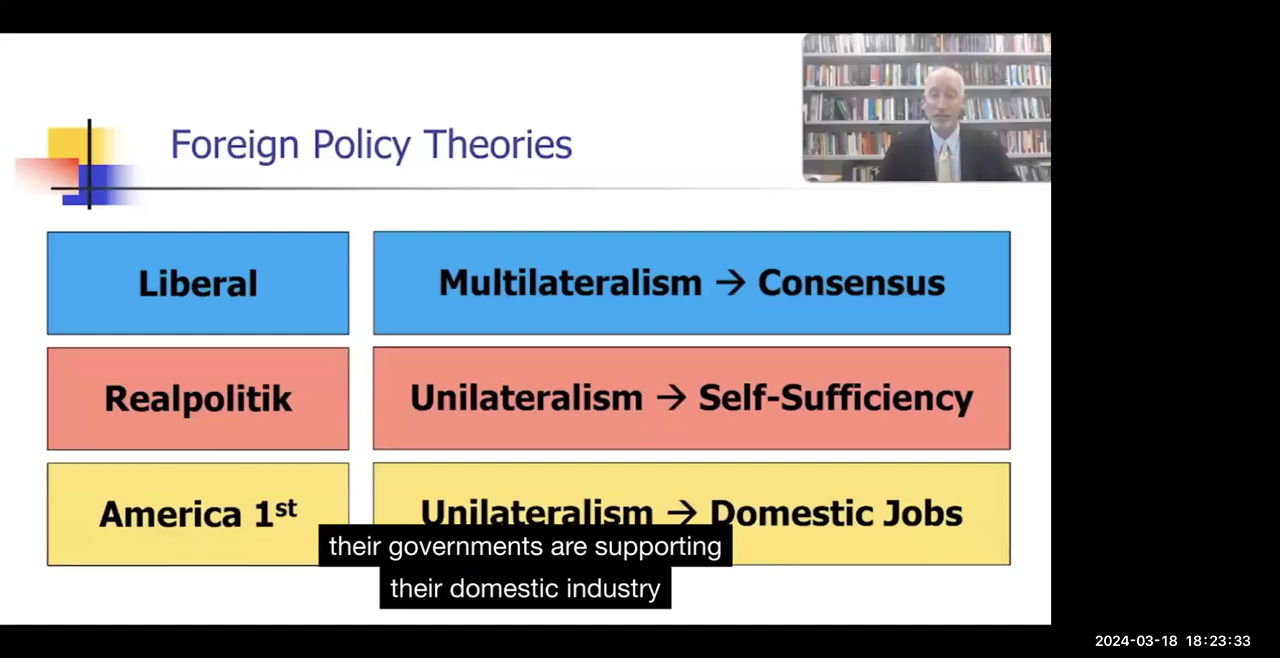 Foreign Policy Theories
Liberal
Multilateralism → Consensus
Realpolitik
Unilateralism → Self-Sufficiency
America 1st
Unilateralism → Domestic Jobs
their governments are supporting
their domestic industry
2024-03-18 18:23:33